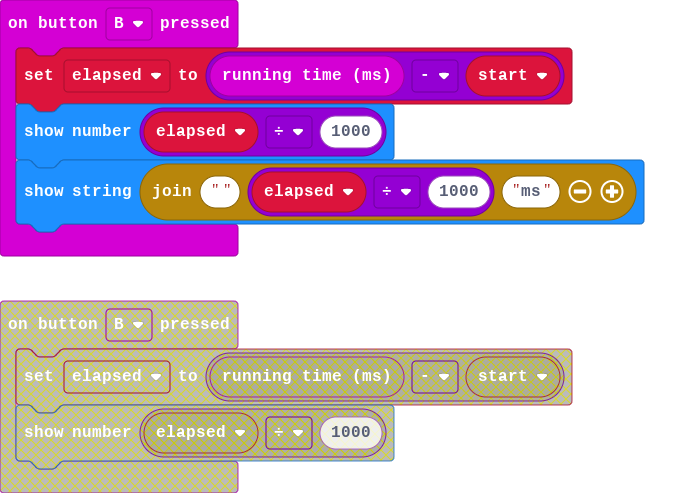 on button B pressed
set elapsed to running time (ms) - start
show number elapsed ÷ 1000
show string join "" elapsed ÷ 1000 "ms"
on button B pressed
set elapsed to running time (ms) - start
show number elapsed ÷ 1000